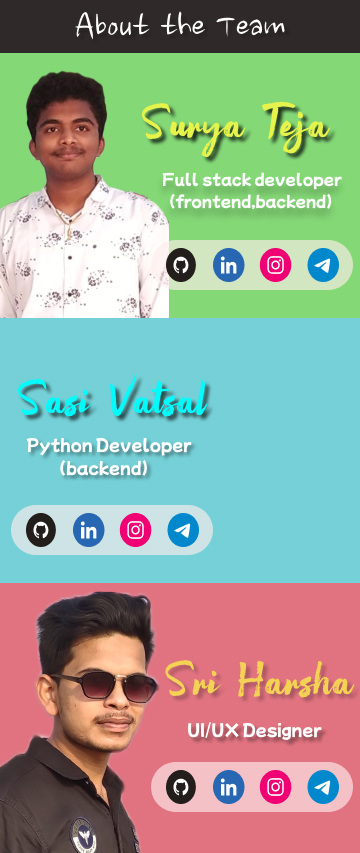 About the Team
Surya Teja
Full stack developer
(frontend,backend)
in
Sasi Vatsal
Python Developer
(backend)
in
Sri Harsha
UI/UX Designer
in